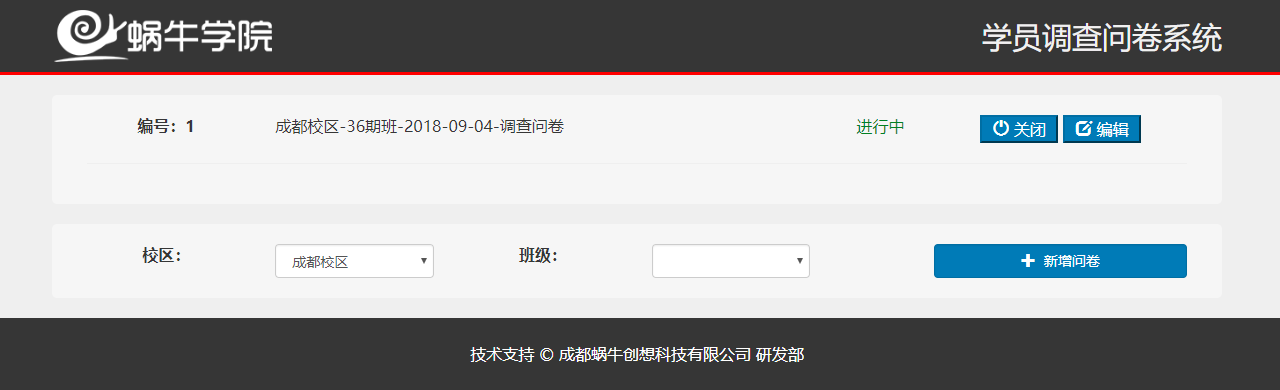 蜗牛学院
学员调查问卷系统
编号：1 成都校区-36期班-2018-09-04-调查问卷 进行中 关闭 编辑
校区： 成都校区 班级： 新增问卷
技术支持 © 成都蜗牛创想科技有限公司 研发部